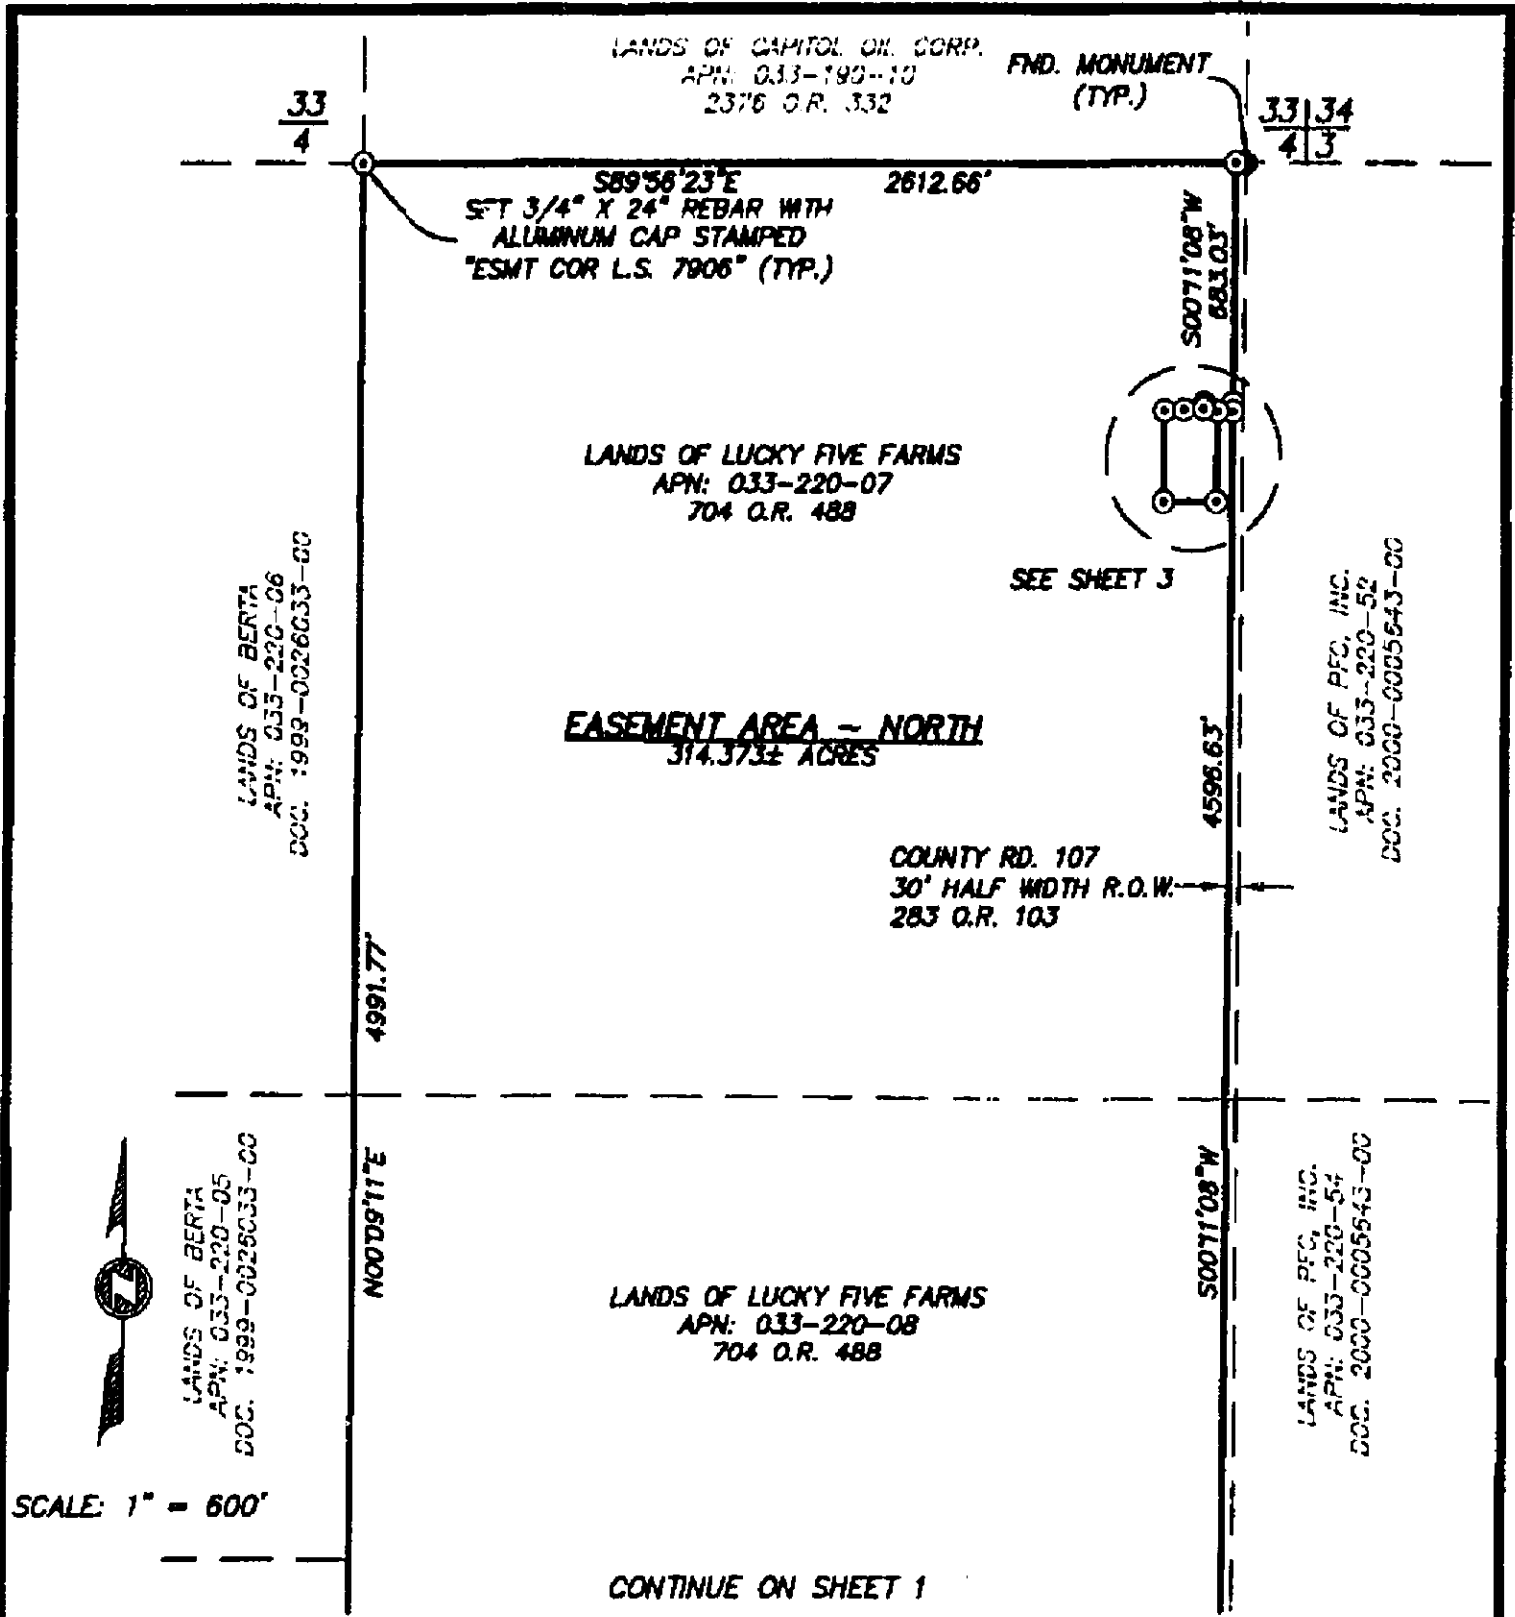 LANDS OF CAPITOL OIL CORP.
APN: 033-190-10
2376 O.R. 332
FND. MONUMENT
(TYP.)
33
4
33 34
4 3
S89°56'23"E 2612.66'
SET 3/4" X 24" REBAR WITH
ALUMINUM CAP STAMPED
"ESMT COR L.S. 7906" (TYP.)
S00°11'08"W
683.03'
LANDS OF LUCKY FIVE FARMS
APN: 033-220-07
704 O.R. 488
SEE SHEET 3
LANDS OF BERTA
APN: 033-220-06
DOC. 1999-0026033-00
LANDS OF PFC, INC.
APN: 033-220-52
DOC. 2000-0005643-00
EASEMENT AREA ~ NORTH
314.373± ACRES
4596.63'
COUNTY RD. 107
30' HALF WIDTH R.O.W.
283 O.R. 103
4991.77'
N00°09'11"E
S00°11'08"W
LANDS OF BERTA
APN: 033-220-05
DOC. 1999-0026033-00
N
LANDS OF LUCKY FIVE FARMS
APN: 033-220-08
704 O.R. 488
LANDS OF PFC, INC.
APN: 033-220-54
DOC. 2000-0005643-00
SCALE: 1" = 600'
CONTINUE ON SHEET 1